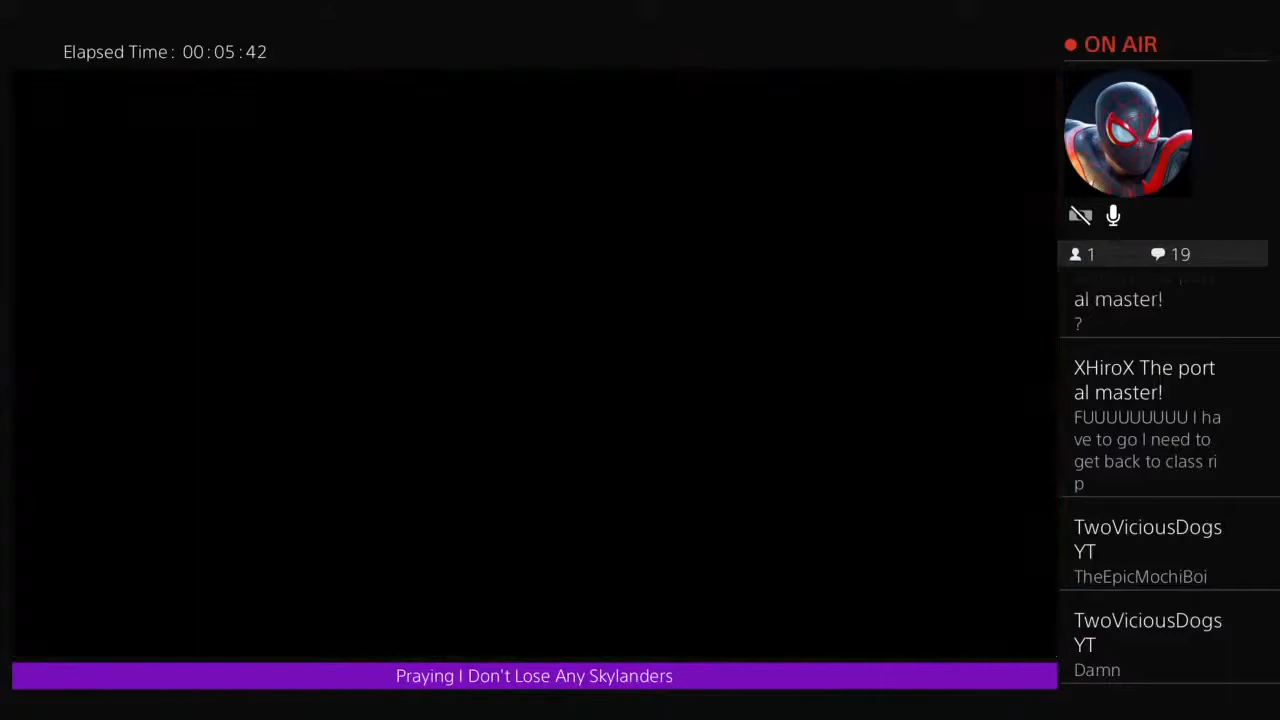 Elapsed Time: 00:05:42
ON AIR
1 19
al master!
?
XHiroX The port
al master!
FUUUUUUUUU I ha
ve to go I need to
get back to class ri
p
TwoViciousDogs
YT
TheEpicMochiBoi
TwoViciousDogs
YT
Damn
Praying I Don't Lose Any Skylanders